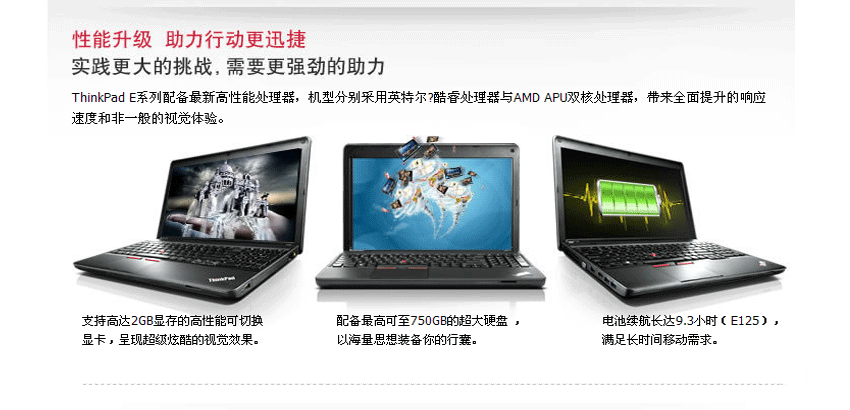 性能升级 助力行动更迅捷
实践更大的挑战,需要更强劲的助力
ThinkPad E系列配备最新高性能处理器，机型分别采用英特尔?酷睿处理器与AMD APU双核处理器，带来全面提升的响应
速度和非一般的视觉体验。
ThinkPad
支持高达2GB显存的高性能可切换
显卡，呈现超级炫酷的视觉效果。
配备最高可至750GB的超大硬盘 ，
以海量思想装备你的行囊。
电池续航长达9.3小时（E125），
满足长时间移动需求。